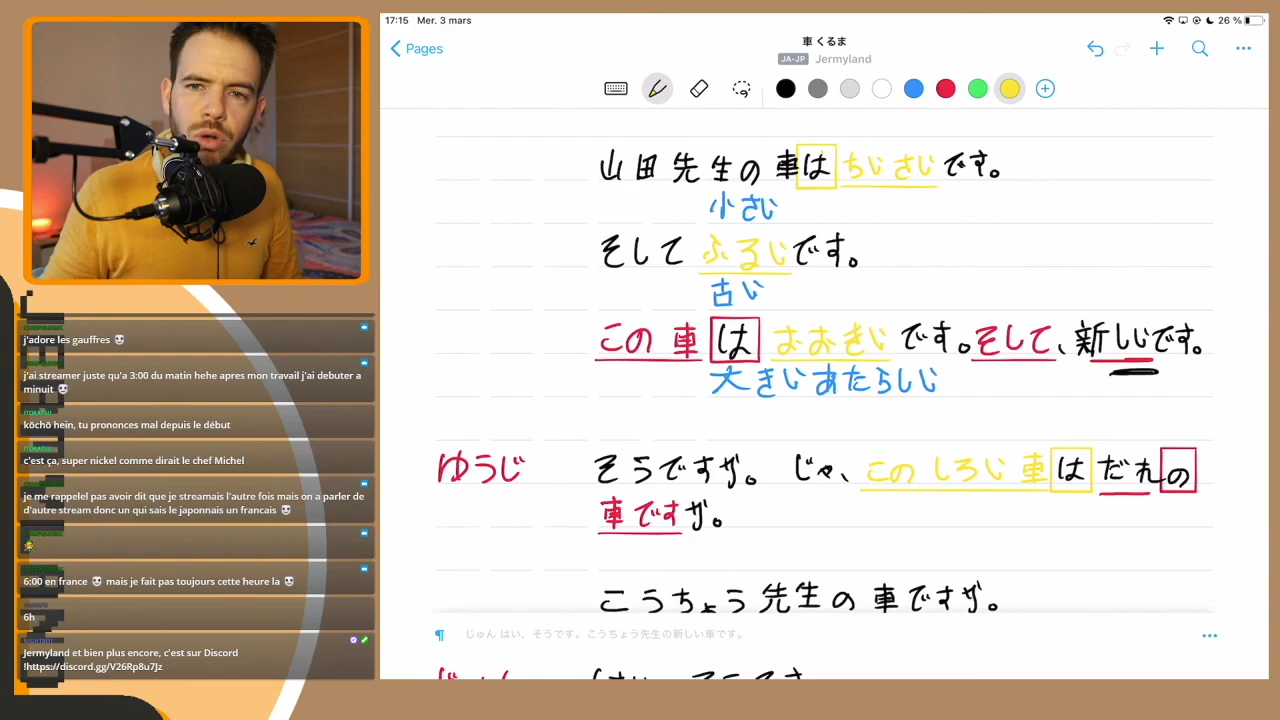 17:15 Mer. 3 mars
26 %
Pages
車 くるま
JA-JP Jermyland
山田先生の車はちいさいです。
小さい
そしてふるいです。
古い
この車はおおきいです。そして、新しいです。
大きい あたらしい
ゆうじ そうですか。じゃ、このしろい車はだれの
車ですか。
こうちょう先生の車ですか。
じゅん はい、そうです。こうちょう先生の新しい車です。
j'adore les gauffres
j'ai streamer juste qu'a 3:00 du matin hehe apres mon travail j'ai debuter a
minuit
kōchō hein, tu prononces mal depuis le début
c'est ça, super nickel comme dirait le chef Michel
je me rappelel pas avoir dit que je streamais l'autre fois mais on a parler de
d'autre stream donc un qui sais le japonnais un francais
6:00 en france mais je fait pas toujours cette heure la
6h
NIGHTBOT
Jermyland et bien plus encore, c'est sur Discord
!https://discord.gg/V26Rp8u7Jz